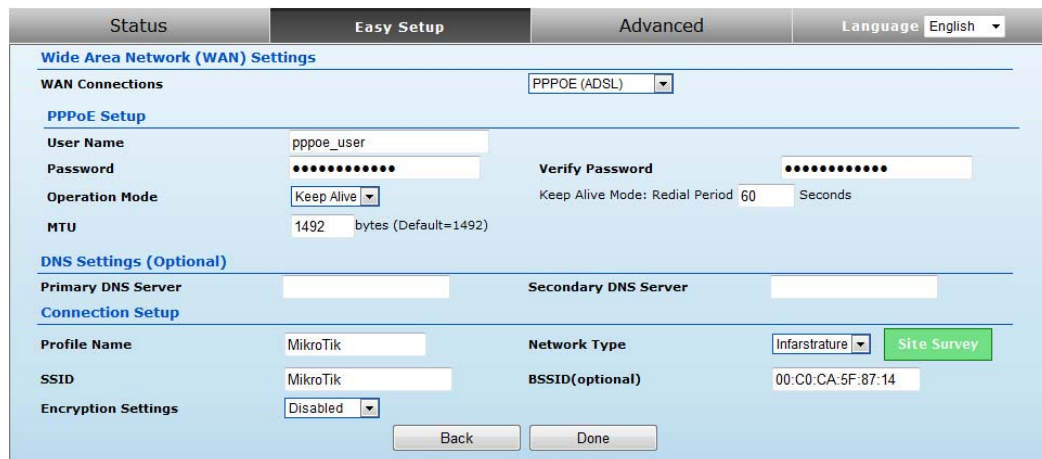 Status Easy Setup Advanced Language English
Wide Area Network (WAN) Settings
WAN Connections PPPOE (ADSL)
PPPoE Setup
User Name pppoe_user
Password •••••••••••• Verify Password ••••••••••••
Operation Mode Keep Alive Keep Alive Mode: Redial Period 60 Seconds
MTU 1492 bytes (Default=1492)
DNS Settings (Optional)
Primary DNS Server Secondary DNS Server
Connection Setup
Profile Name MikroTik Network Type Infarstrature Site Survey
SSID MikroTik BSSID(optional) 00:C0:CA:5F:87:14
Encryption Settings Disabled
Back Done